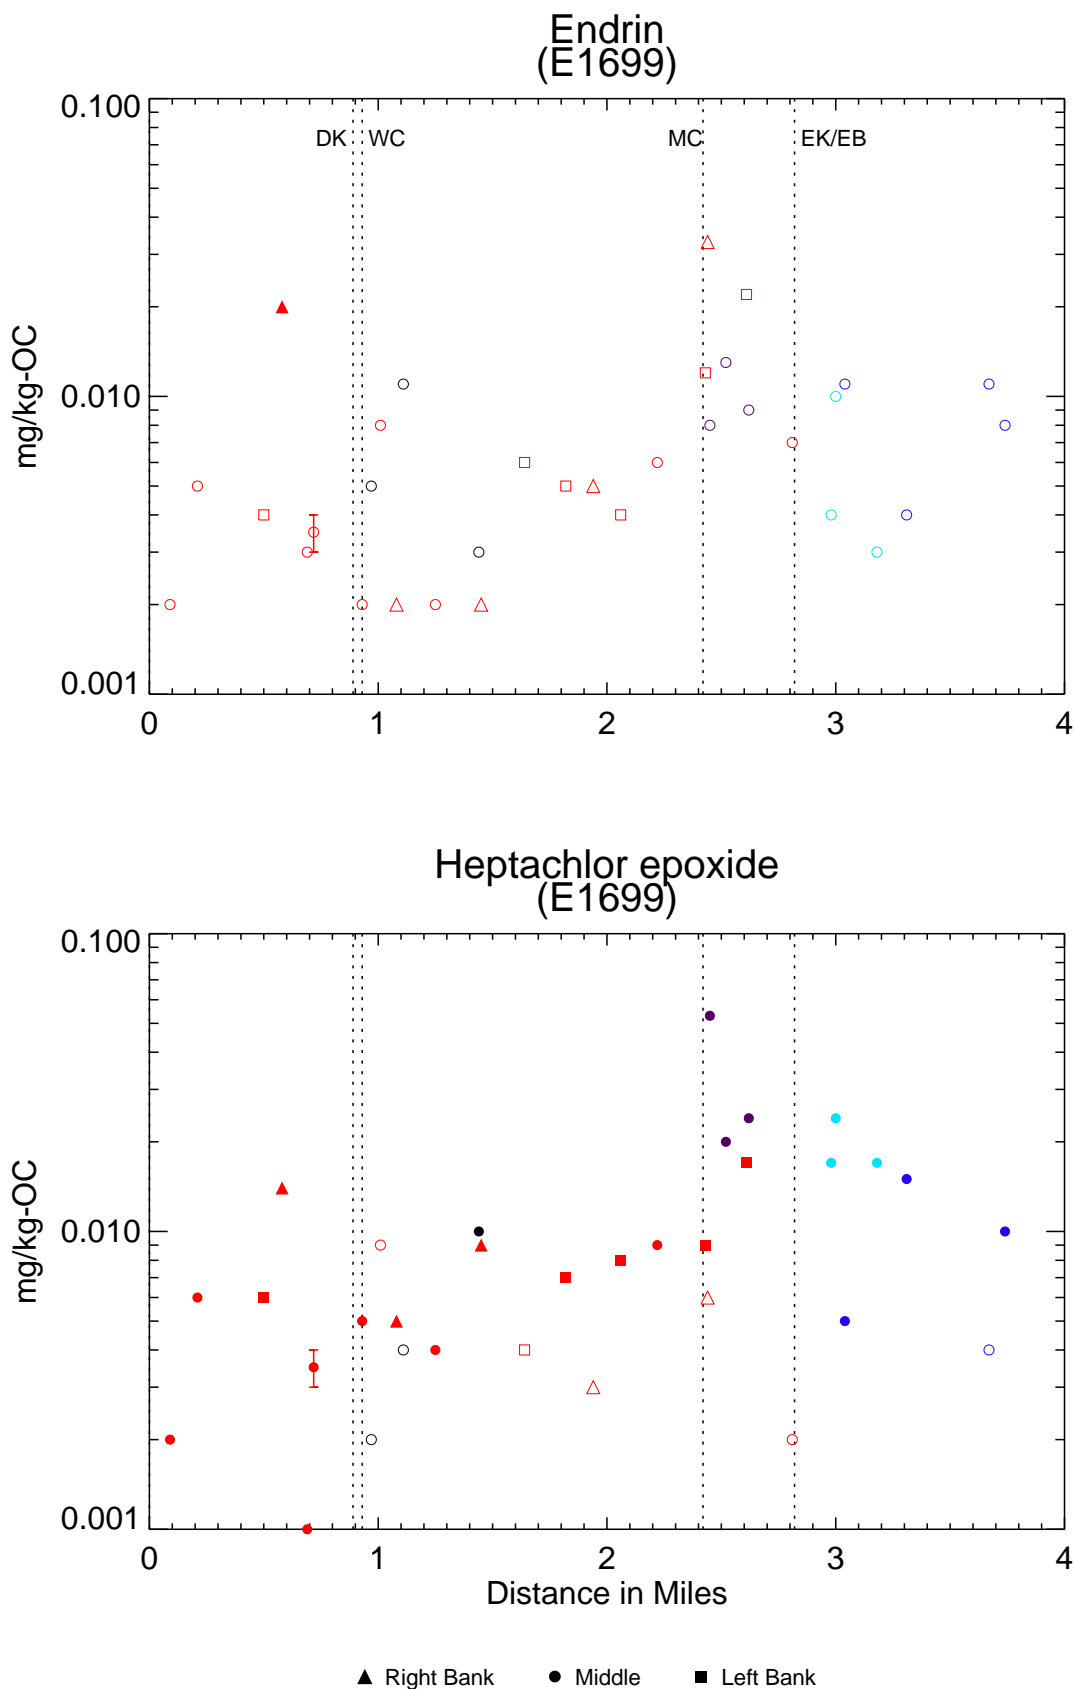 Endrin
(E1699)
0.100
DK WC MC EK/EB
mg/kg-OC
0.010
0.001
0 1 2 3 4
Heptachlor epoxide
(E1699)
0.100
mg/kg-OC
0.010
0.001
0 1 2 3 4
Distance in Miles
Right Bank Middle Left Bank